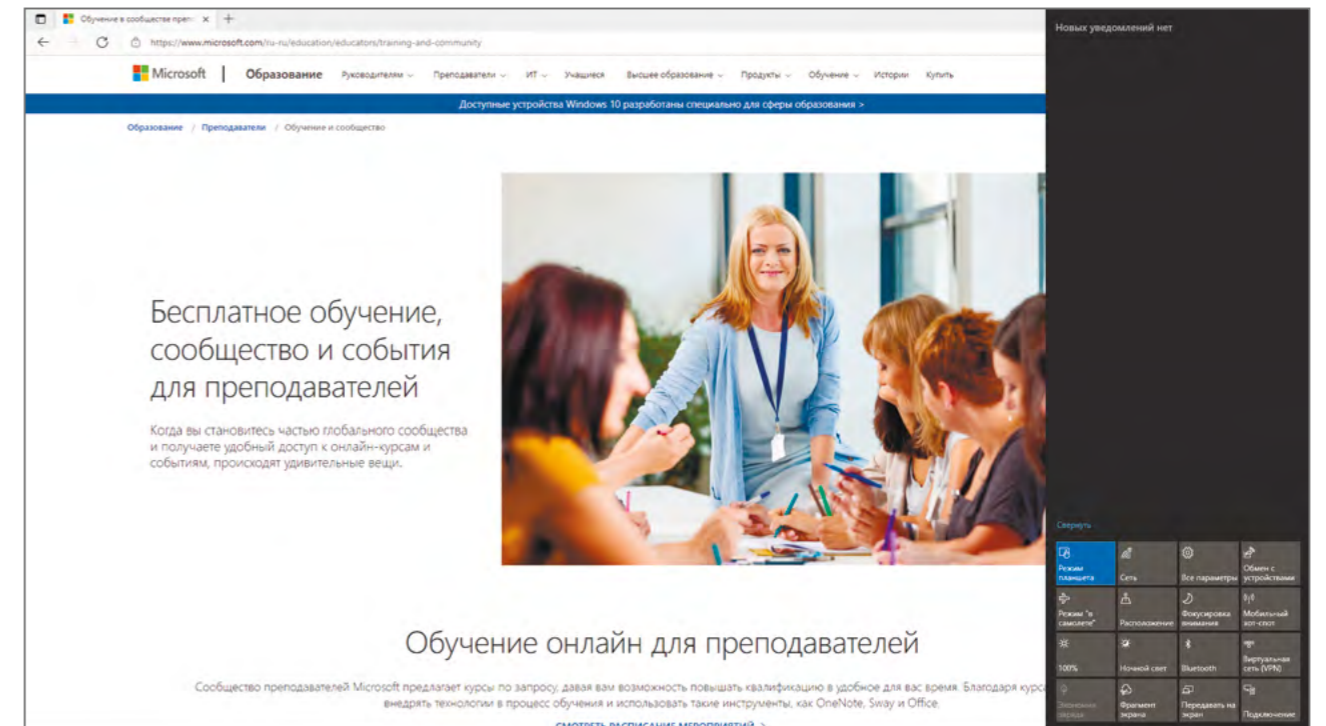 Обучение в сообществе преп
https://www.microsoft.com/ru-ru/education/educators/training-and-community
Microsoft | Образование Руководителям Преподаватели ИТ Учащиеся Высшее образование Продукты Обучение Истории Купить
Доступные устройства Windows 10 разработаны специально для сферы образования >
Образование / Преподаватели / Обучение и сообщество
Бесплатное обучение,
сообщество и события
для преподавателей
Когда вы становитесь частью глобального сообщества
и получаете удобный доступ к онлайн-курсам и
событиям, происходят удивительные вещи.
Обучение онлайн для преподавателей
Сообщество преподавателей Microsoft предлагает курсы по запросу, давая вам возможность повышать квалификацию в удобное для вас время. Благодаря курса
внедрять технологии в процесс обучения и использовать такие инструменты, как OneNote, Sway и Office.
СМОТРЕТЬ РАСПИСАНИЕ МЕРОПРИЯТИЙ >
Новых уведомлений нет
Свернуть
Режим
планшета
Сеть
Все параметры
Обмен с
устройствами
Режим "в
самолете"
Расположение
Фокусировка
внимания
Мобильный
хот-спот
100%
Ночной свет
Bluetooth
Виртуальная
сеть (VPN)
Экономия
заряда
Фрагмент
экрана
Передавать на
экран
Подключение